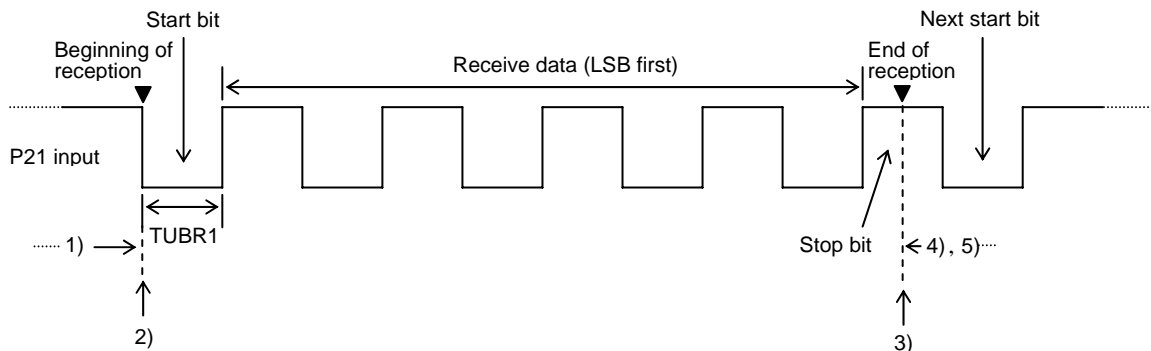 Start bit
Next start bit
Beginning of
reception
End of
reception
Receive data (LSB first)
P21 input
TUBR1
Stop bit
1)
4), 5)
2)
3)